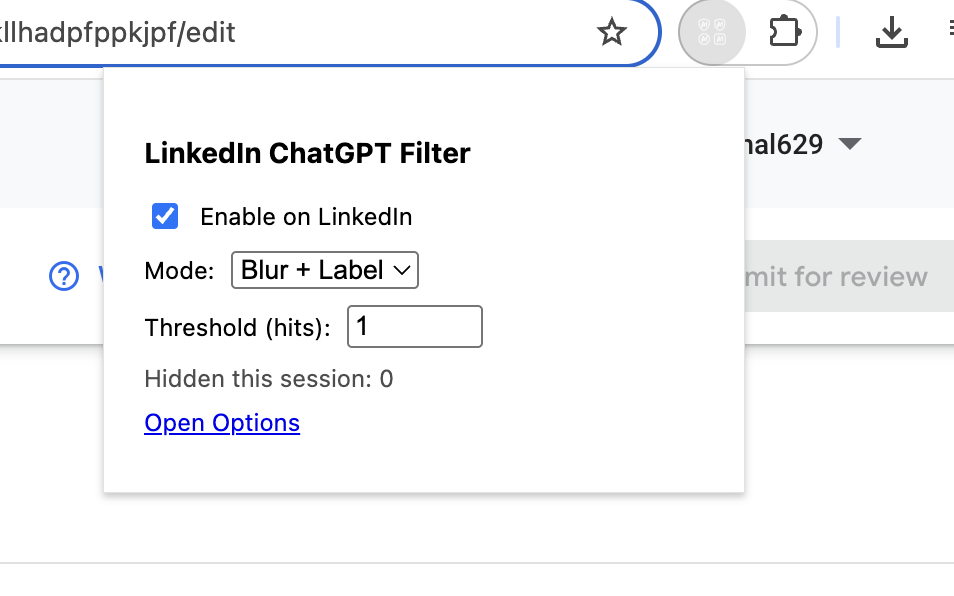 kllhadpfppkjpf/edit
LinkedIn ChatGPT Filter
nal629
Enable on LinkedIn
Mode: Blur + Label
mit for review
Threshold (hits): 1
Hidden this session: 0
Open Options